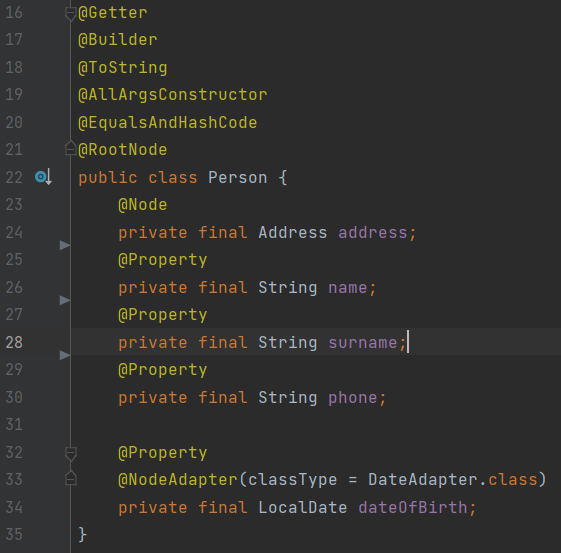 16 @Getter
17 @Builder
18 @ToString
19 @AllArgsConstructor
20 @EqualsAndHashCode
21 @RootNode
22 public class Person {
23     @Node
24     private final Address address;
25     @Property
26     private final String name;
27     @Property
28     private final String surname;
29     @Property
30     private final String phone;
31
32     @Property
33     @NodeAdapter(classType = DateAdapter.class)
34     private final LocalDate dateOfBirth;
35 }